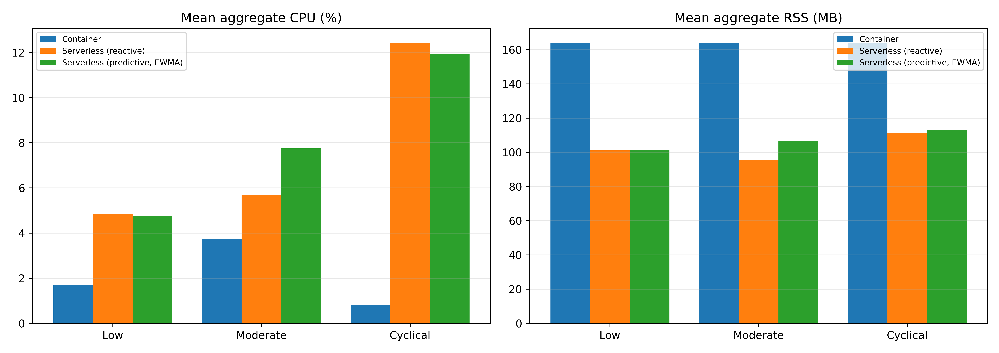 Mean aggregate CPU (%)
Container
Serverless (reactive)
Serverless (predictive, EWMA)
12
10
8
6
4
2
0
Low
Moderate
Cyclical
Mean aggregate RSS (MB)
Container
Serverless (reactive)
Serverless (predictive, EWMA)
160
140
120
100
80
60
40
20
0
Low
Moderate
Cyclical